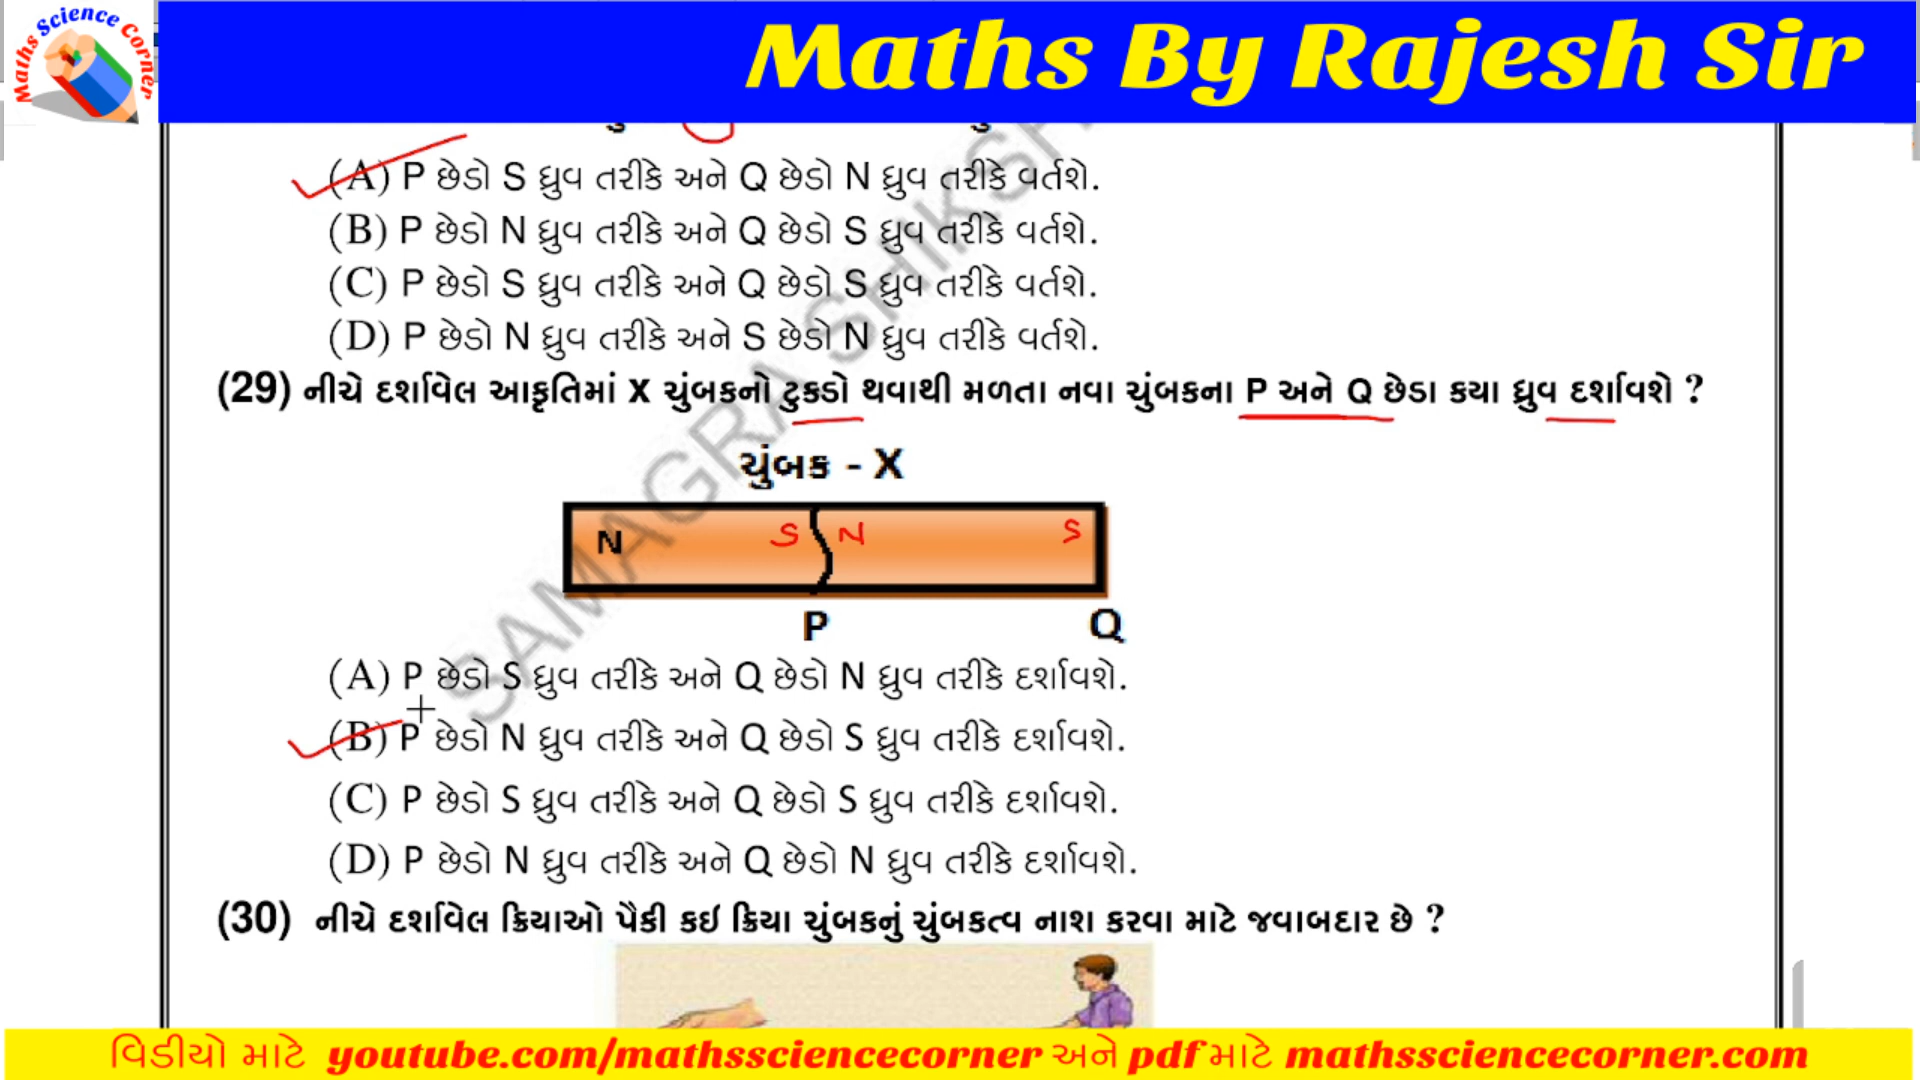 Maths Science Corner
Maths By Rajesh Sir
(A) P છેડો S ધ્રુવ તરીકે અને Q છેડો N ધ્રુવ તરીકે વર્તશે.
(B) P છેડો N ધ્રુવ તરીકે અને Q છેડો S ધ્રુવ તરીકે વર્તશે.
(C) P છેડો S ધ્રુવ તરીકે અને Q છેડો S ધ્રુવ તરીકે વર્તશે.
(D) P છેડો N ધ્રુવ તરીકે અને S છેડો N ધ્રુવ તરીકે વર્તશે.
(29) નીચે દર્શાવેલ આકૃતિમાં X ચુંબકનો ટુકડો થવાથી મળતા નવા ચુંબકના P અને Q છેડા કયા ધ્રુવ દર્શાવશે ?
ચુંબક - X
N S N S
P Q
(A) P છેડો S ધ્રુવ તરીકે અને Q છેડો N ધ્રુવ તરીકે દર્શાવશે.
(B) P છેડો N ધ્રુવ તરીકે અને Q છેડો S ધ્રુવ તરીકે દર્શાવશે.
(C) P છેડો S ધ્રુવ તરીકે અને Q છેડો S ધ્રુવ તરીકે દર્શાવશે.
(D) P છેડો N ધ્રુવ તરીકે અને Q છેડો N ધ્રુવ તરીકે દર્શાવશે.
(30) નીચે દર્શાવેલ ક્રિયાઓ પૈકી કઇ ક્રિયા ચુંબકનું ચુંબકત્વ નાશ કરવા માટે જવાબદાર છે ?
SAMAGRA SHIKSHA
વિડીયો માટે youtube.com/mathssciencecorner અને pdf માટે mathssciencecorner.com